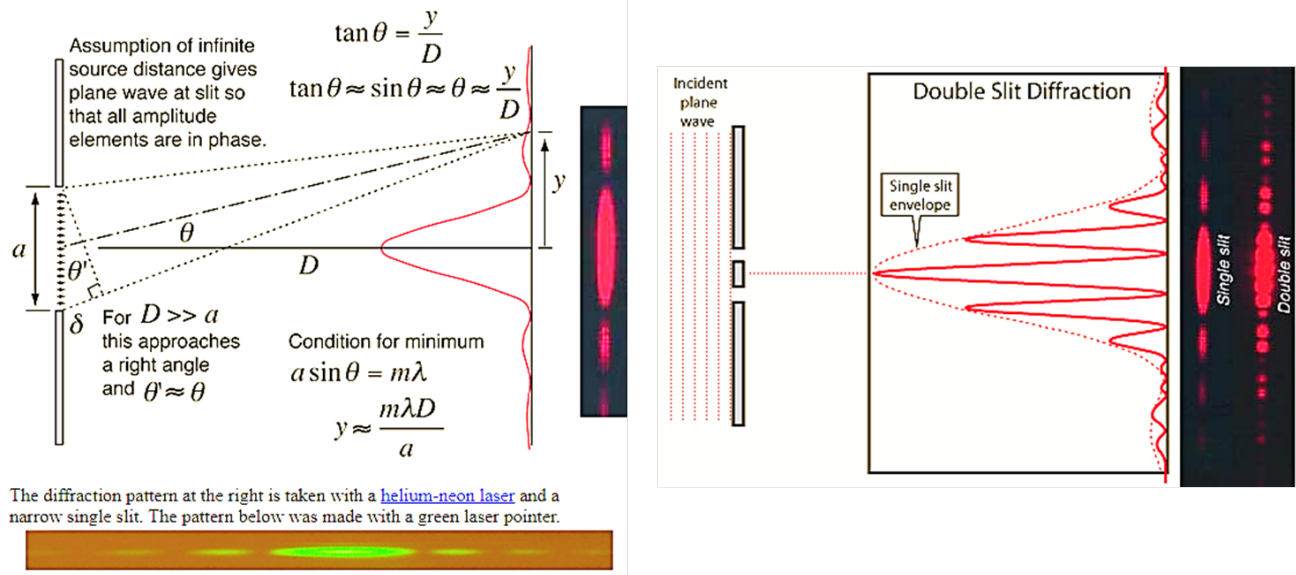 Assumption of infinite
source distance gives
plane wave at slit so
that all amplitude
elements are in phase.
tan θ = y/D
tan θ ≈ sin θ ≈ θ ≈ y/D
y
a
θ
θ'
D
δ
For D >> a
this approaches
a right angle
and θ' ≈ θ
Condition for minimum
a sin θ = mλ
y ≈ mλD/a
The diffraction pattern at the right is taken with a helium-neon laser and a
narrow single slit. The pattern below was made with a green laser pointer.
Incident
plane
wave
Double Slit Diffraction
Single slit
envelope
Single slit
Double slit